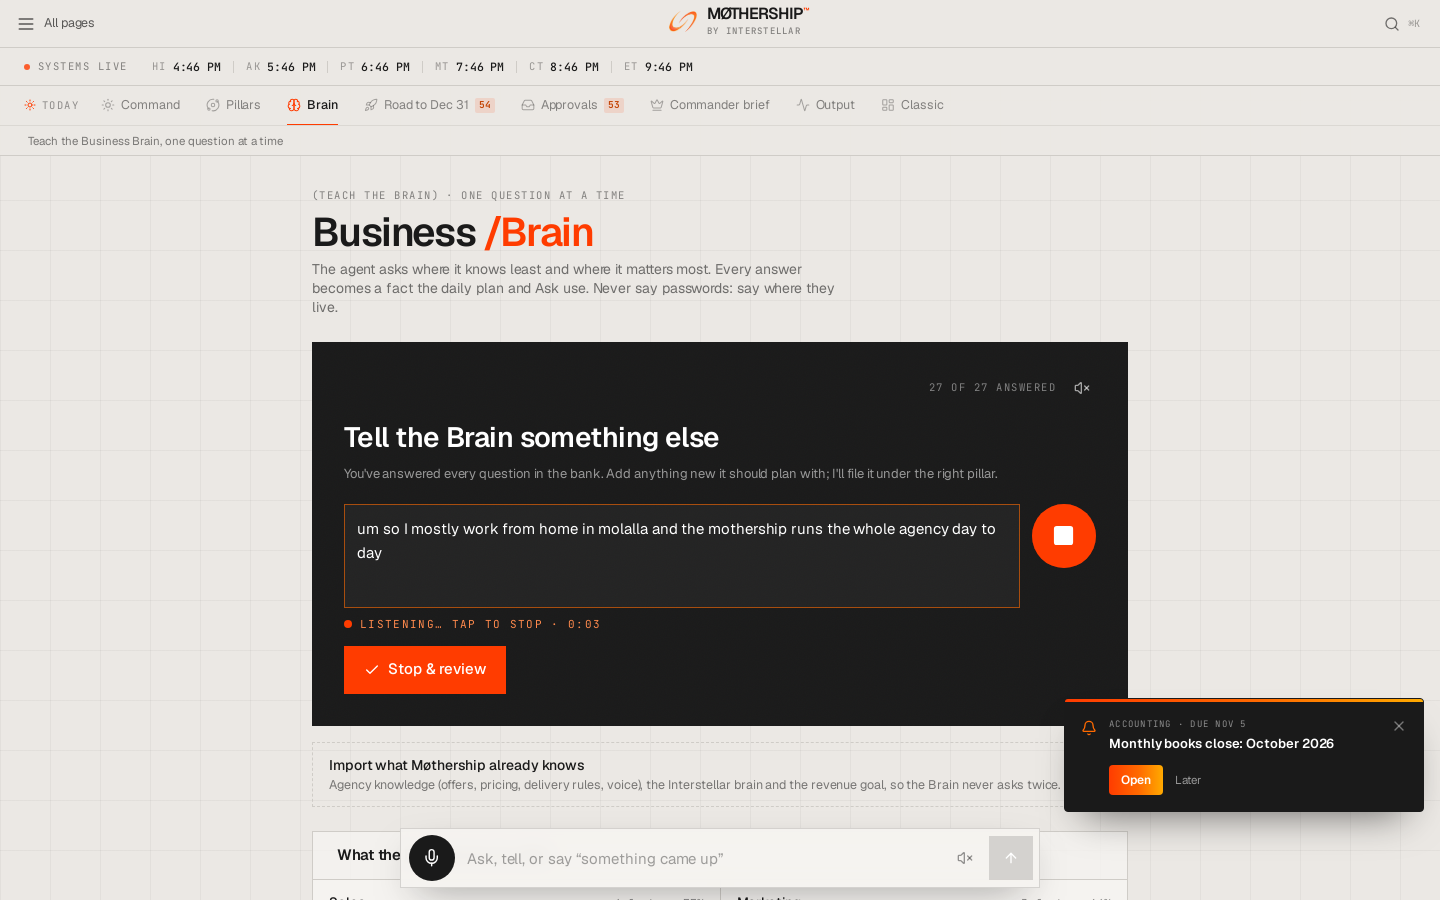 All pages
MØTHERSHIP™
BY INTERSTELLAR
⌘K
SYSTEMS LIVE HI 4:46 PM AK 5:46 PM PT 6:46 PM MT 7:46 PM CT 8:46 PM ET 9:46 PM
TODAY Command Pillars Brain Road to Dec 31 54 Approvals 53 Commander brief Output Classic
Teach the Business Brain, one question at a time
(TEACH THE BRAIN) · ONE QUESTION AT A TIME
Business /Brain
The agent asks where it knows least and where it matters most. Every answer
becomes a fact the daily plan and Ask use. Never say passwords: say where they
live.
27 OF 27 ANSWERED
Tell the Brain something else
You've answered every question in the bank. Add anything new it should plan with; I'll file it under the right pillar.
um so I mostly work from home in molalla and the mothership runs the whole agency day to
day
LISTENING… TAP TO STOP · 0:03
Stop & review
ACCOUNTING · DUE NOV 5
Monthly books close: October 2026
Open Later
Import what Møthership already knows
Agency knowledge (offers, pricing, delivery rules, voice), the Interstellar brain and the revenue goal, so the Brain never asks twice.
What the
Ask, tell, or say “something came up”